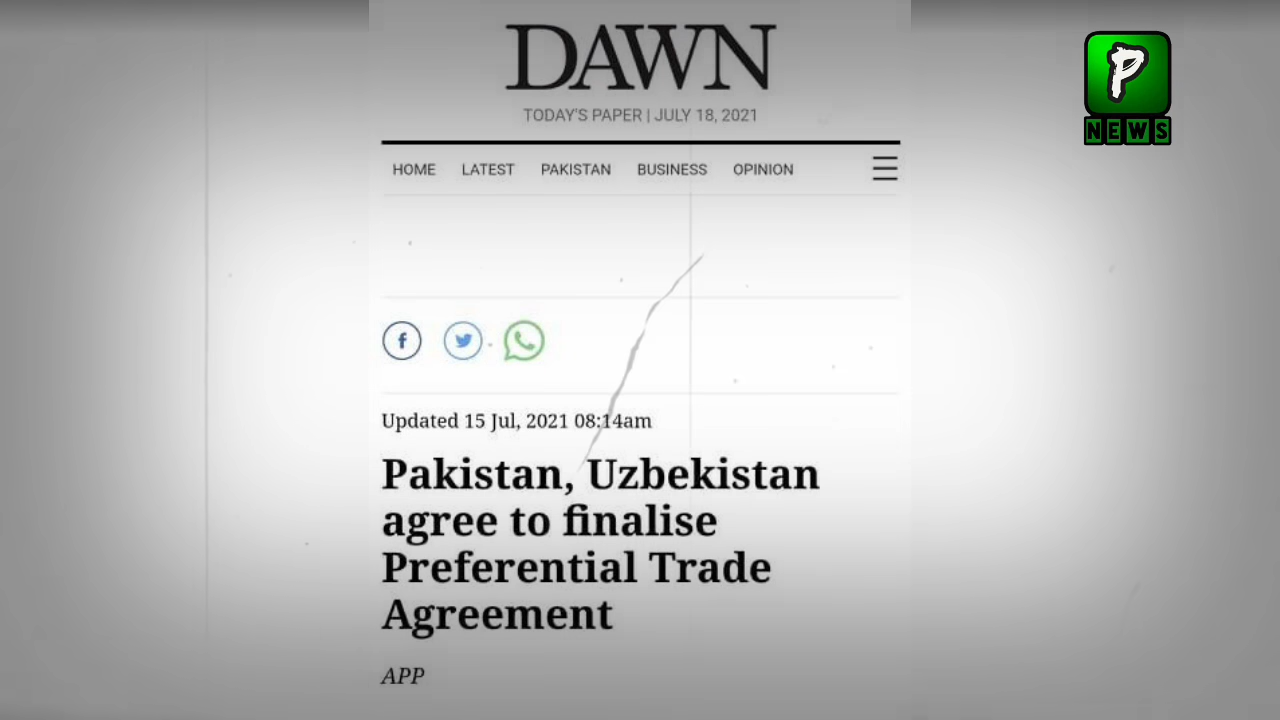 DAWN
TODAY'S PAPER | JULY 18, 2021
P
NEWS
HOME LATEST PAKISTAN BUSINESS OPINION
Updated 15 Jul, 2021 08:14am
Pakistan, Uzbekistan
agree to finalise
Preferential Trade
Agreement
APP